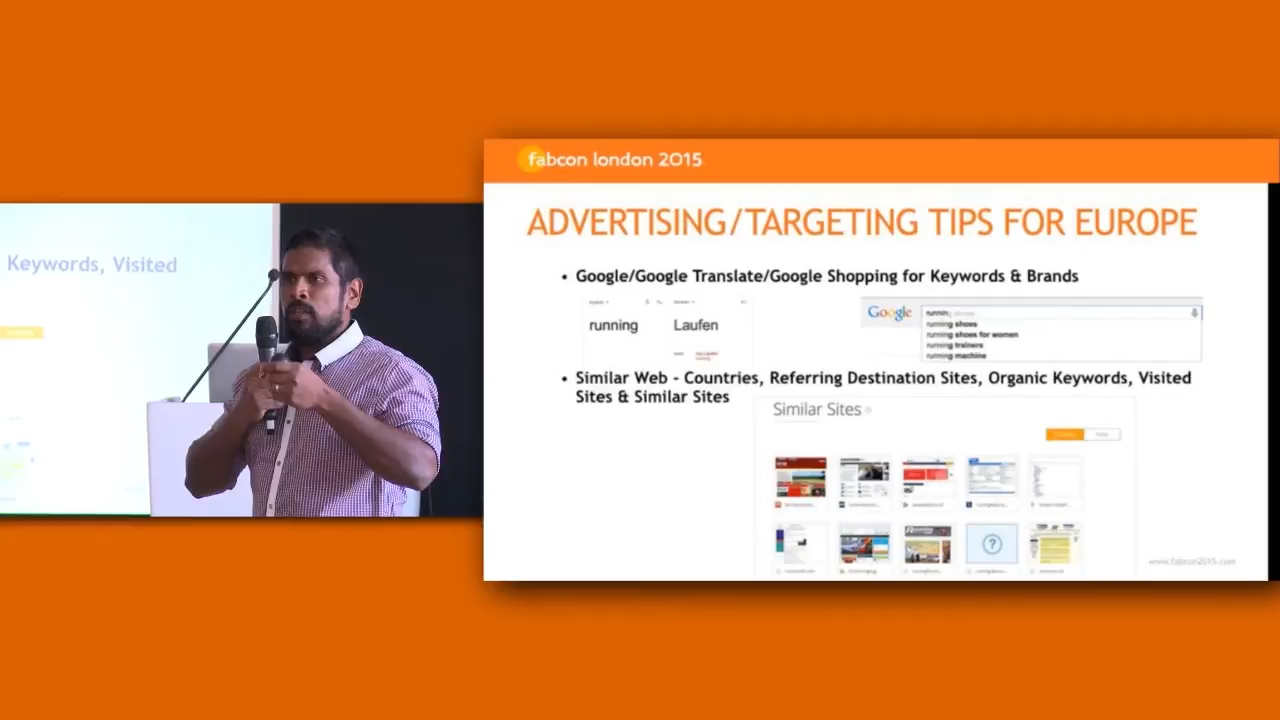 fabcon london 2015
ADVERTISING/TARGETING TIPS FOR EUROPE
• Google/Google Translate/Google Shopping for Keywords & Brands
running Laufen
Google
running shoes
running shoes
running shoes for women
running trainers
running machine
• Similar Web - Countries, Referring Destination Sites, Organic Keywords, Visited
Sites & Similar Sites
Similar Sites
www.fabcon2015.com
Keywords, Visited